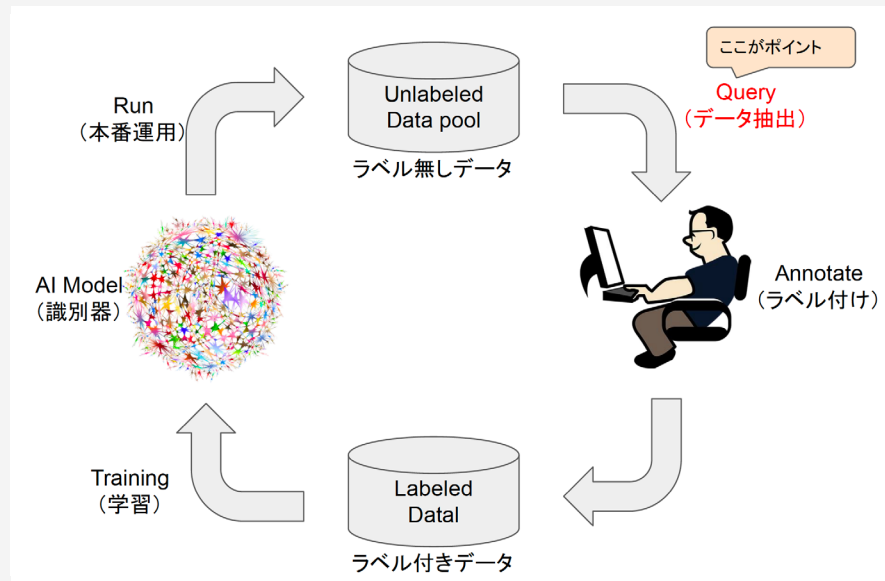 ここがポイント
Run
（本番運用）
Unlabeled
Data pool
ラベル無しデータ
Query
（データ抽出）
AI Model
（識別器）
Annotate
（ラベル付け）
Training
（学習）
Labeled
Datal
ラベル付きデータ